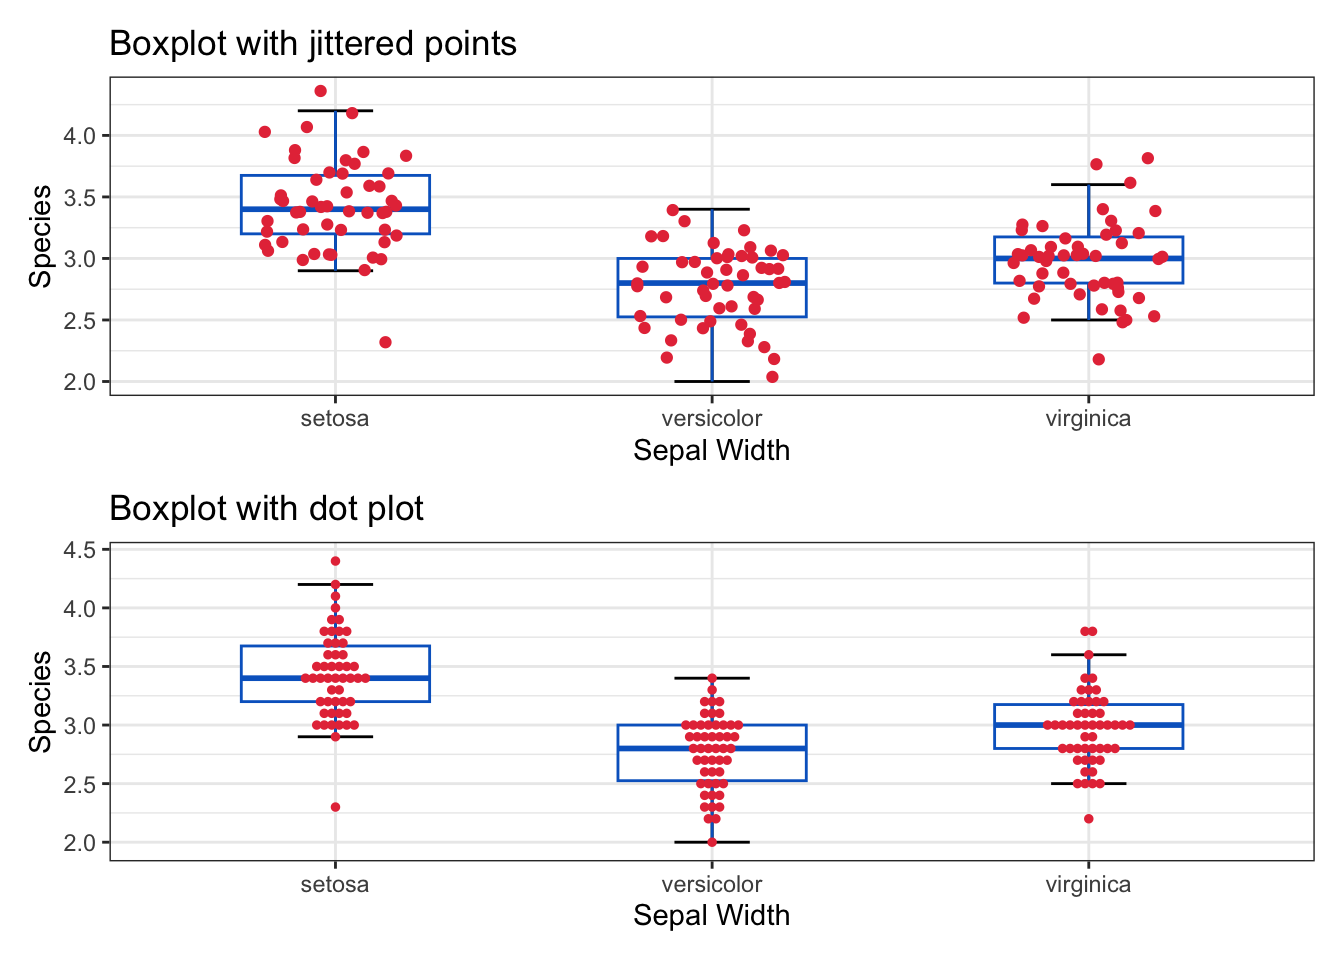 Boxplot with jittered points
4.0
3.5
3.0
2.5
2.0
Species
setosa versicolor virginica
Sepal Width
Boxplot with dot plot
4.5
4.0
3.5
3.0
2.5
2.0
Species
setosa versicolor virginica
Sepal Width